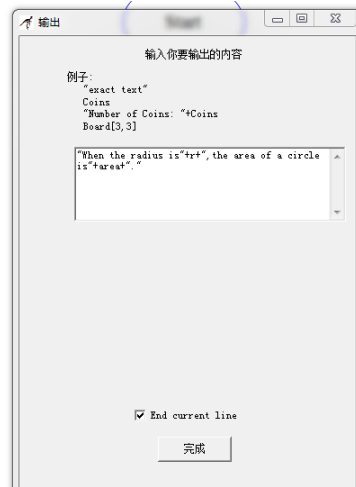 输出
Start
输入你要输出的内容
例子:
"exact text"
Coins
"Number of Coins: "+Coins
Board[3,3]
"When the radius is"+r+",the area of a circle
is"+area+"."
End current line
完成